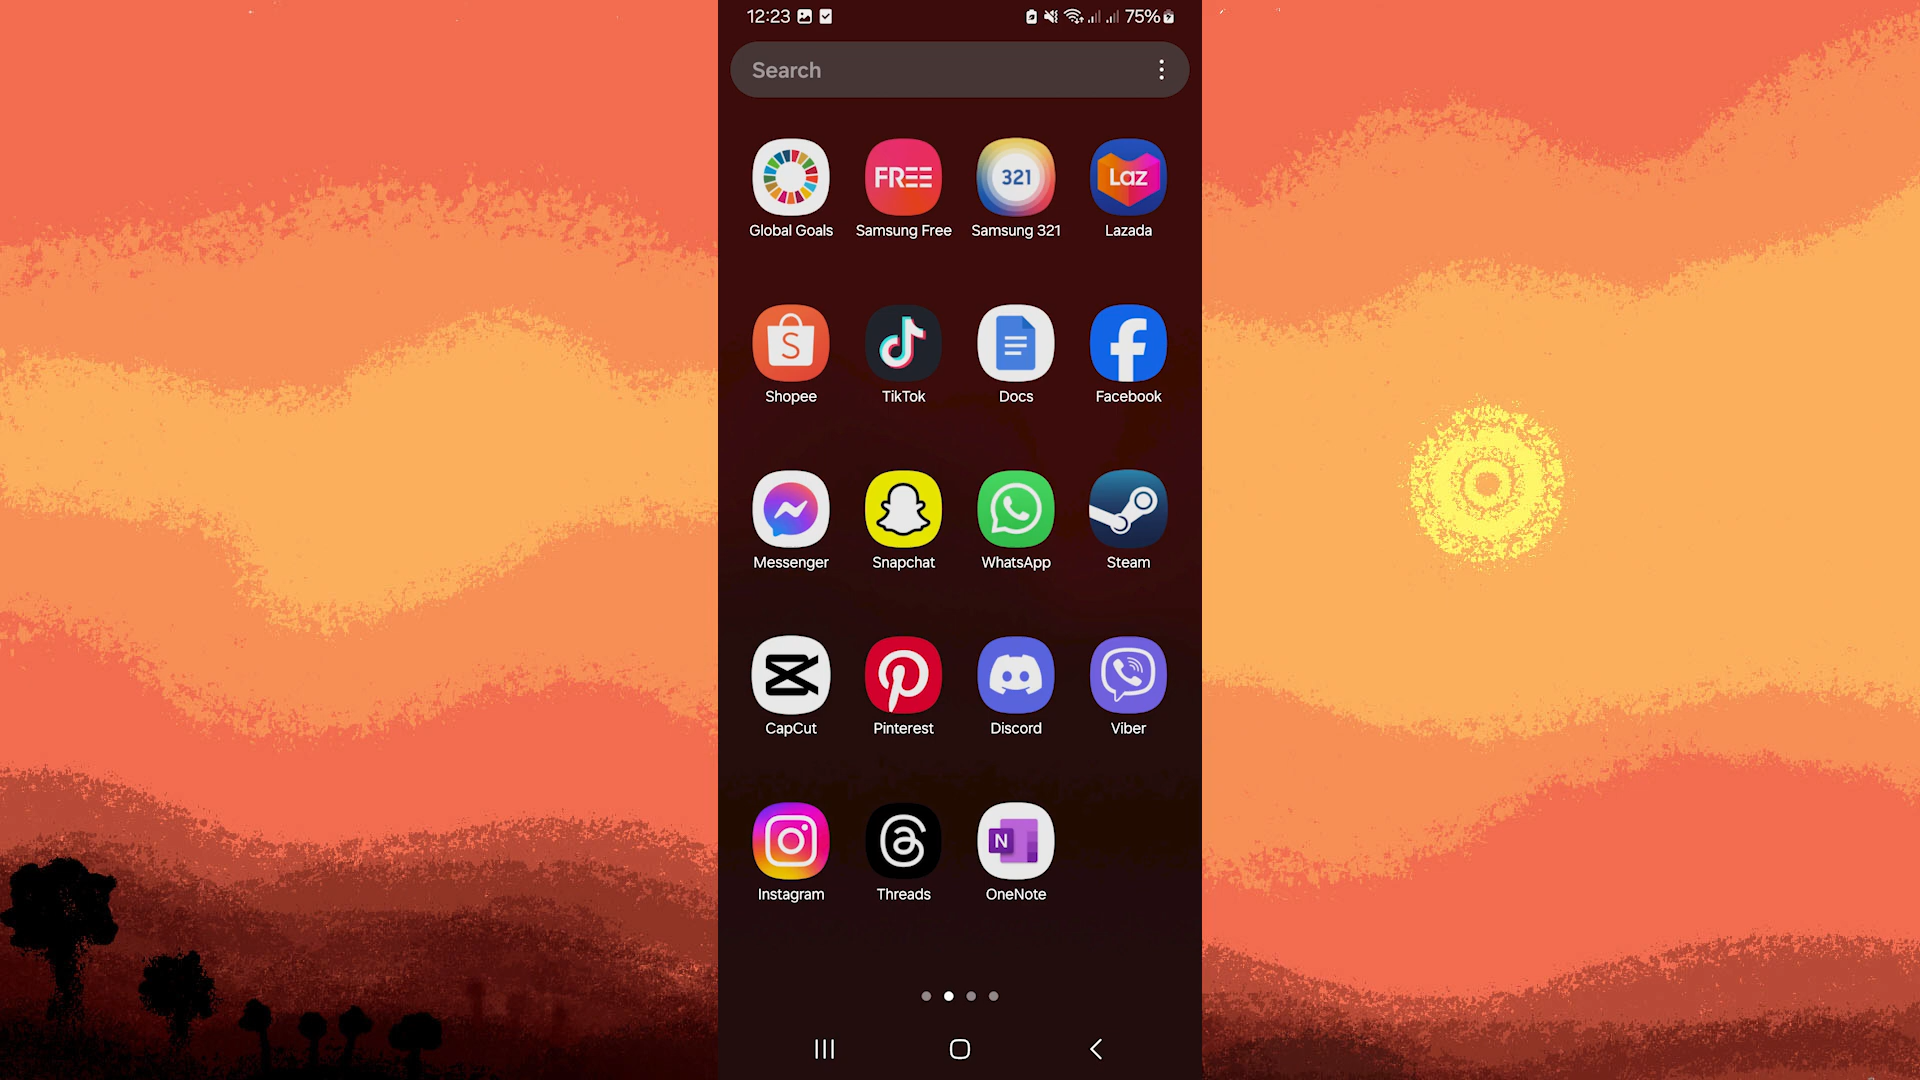 12:23 75%
Search
FREE 321 Laz
Global Goals Samsung Free Samsung 321 Lazada
S
Shopee TikTok Docs Facebook
Messenger Snapchat WhatsApp Steam
CapCut Pinterest Discord Viber
N
Instagram Threads OneNote